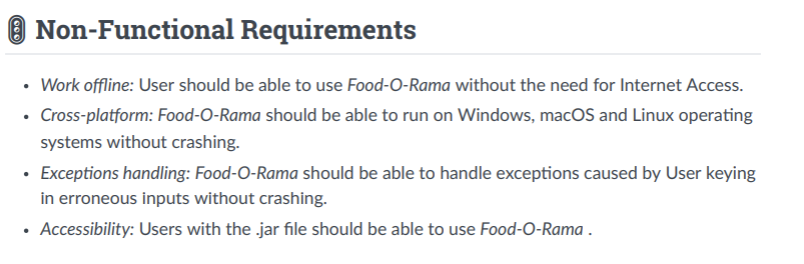 Non-Functional Requirements
• Work offline: User should be able to use Food-O-Rama without the need for Internet Access.
• Cross-platform: Food-O-Rama should be able to run on Windows, macOS and Linux operating
systems without crashing.
• Exceptions handling: Food-O-Rama should be able to handle exceptions caused by User keying
in erroneous inputs without crashing.
• Accessibility: Users with the .jar file should be able to use Food-O-Rama .